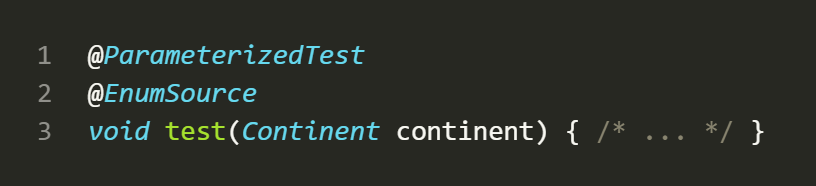 1 @ParameterizedTest
2 @EnumSource
3 void test(Continent continent) { /* ... */ }